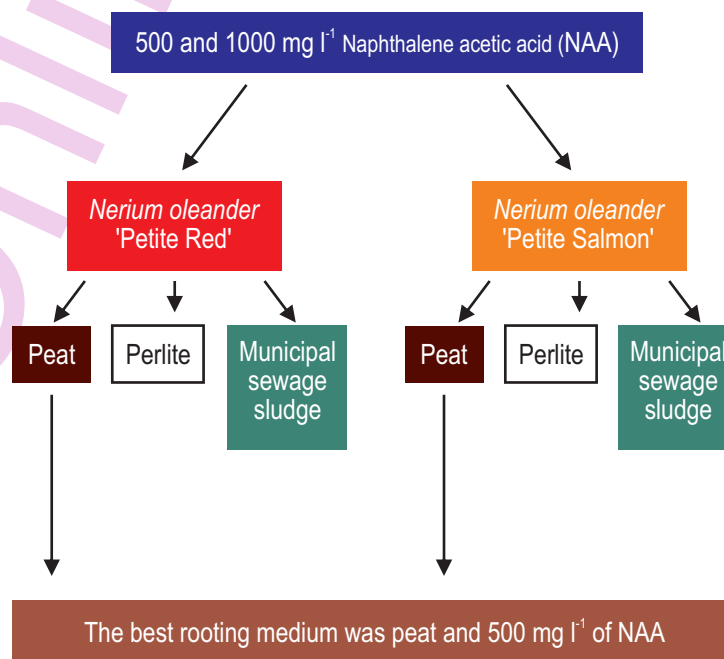 500 and 1000 mg l⁻¹ Naphthalene acetic acid (NAA)
Nerium oleander
'Petite Red'
Nerium oleander
'Petite Salmon'
Peat
Perlite
Municipal
sewage
sludge
Peat
Perlite
Municipal
sewage
sludge
The best rooting medium was peat and 500 mg l⁻¹ of NAA